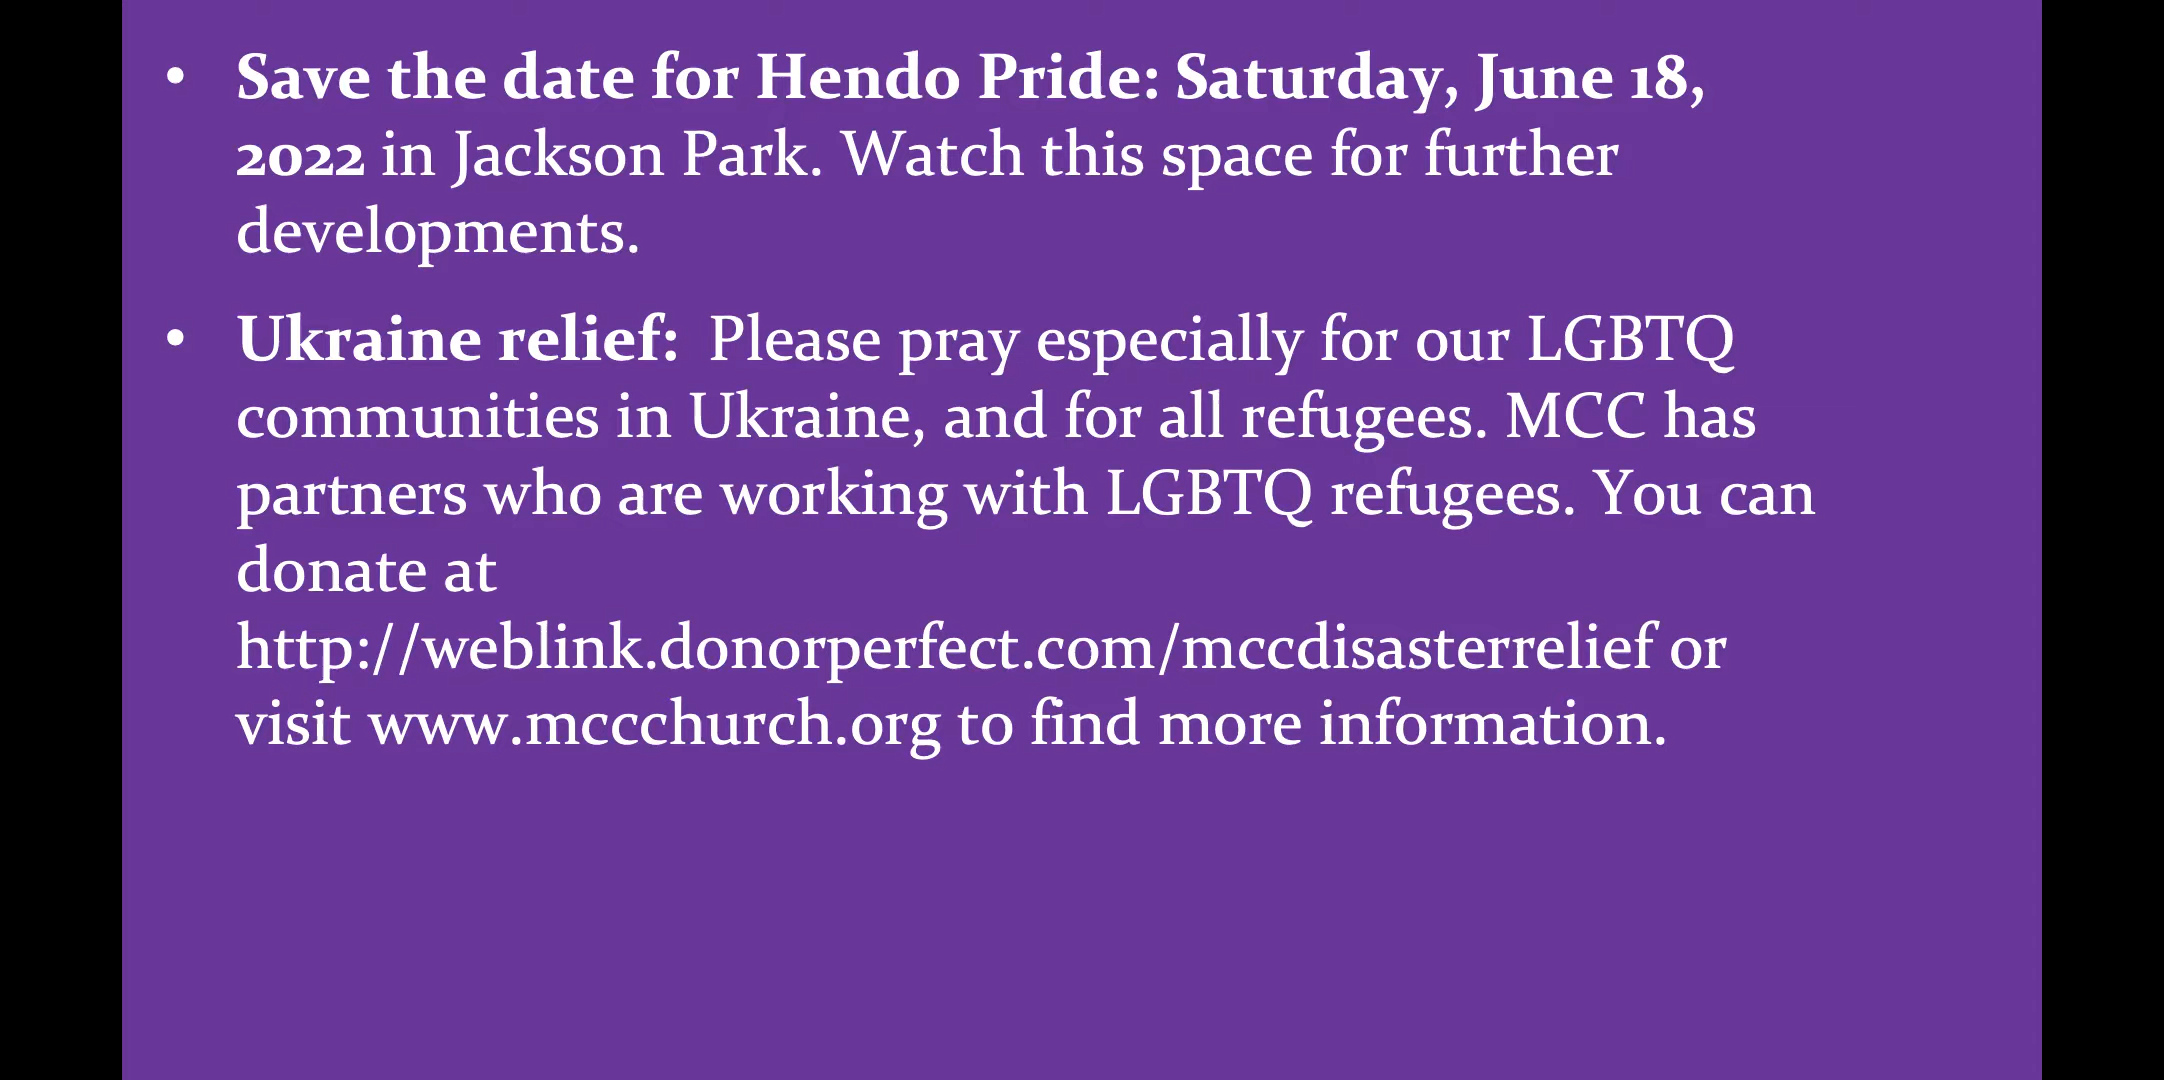 • Save the date for Hendo Pride: Saturday, June 18,
2022 in Jackson Park. Watch this space for further
developments.
• Ukraine relief: Please pray especially for our LGBTQ
communities in Ukraine, and for all refugees. MCC has
partners who are working with LGBTQ refugees. You can
donate at
http://weblink.donorperfect.com/mccdisasterrelief or
visit www.mccchurch.org to find more information.